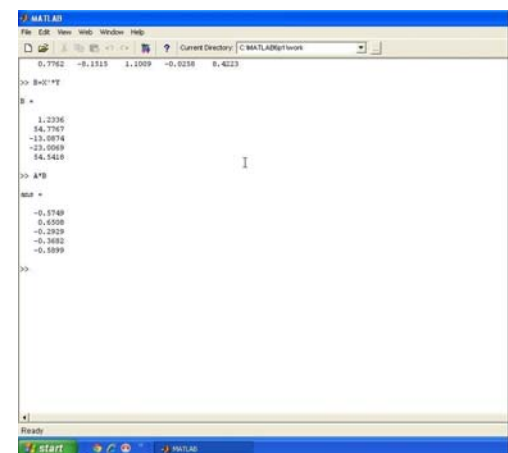 MATLAB
File Edit View Web Window Help
? Current Directory: C:\MATLAB6p1\work
0.7762 -8.1515 1.1009 -0.0258 8.4223
>> B=X'*Y
B =
1.2336
54.7767
-13.0874
-23.0069
54.5418
>> A*B
ans =
-0.5749
0.6508
-0.2929
-0.3682
-0.5899
>>
Ready
start MATLAB